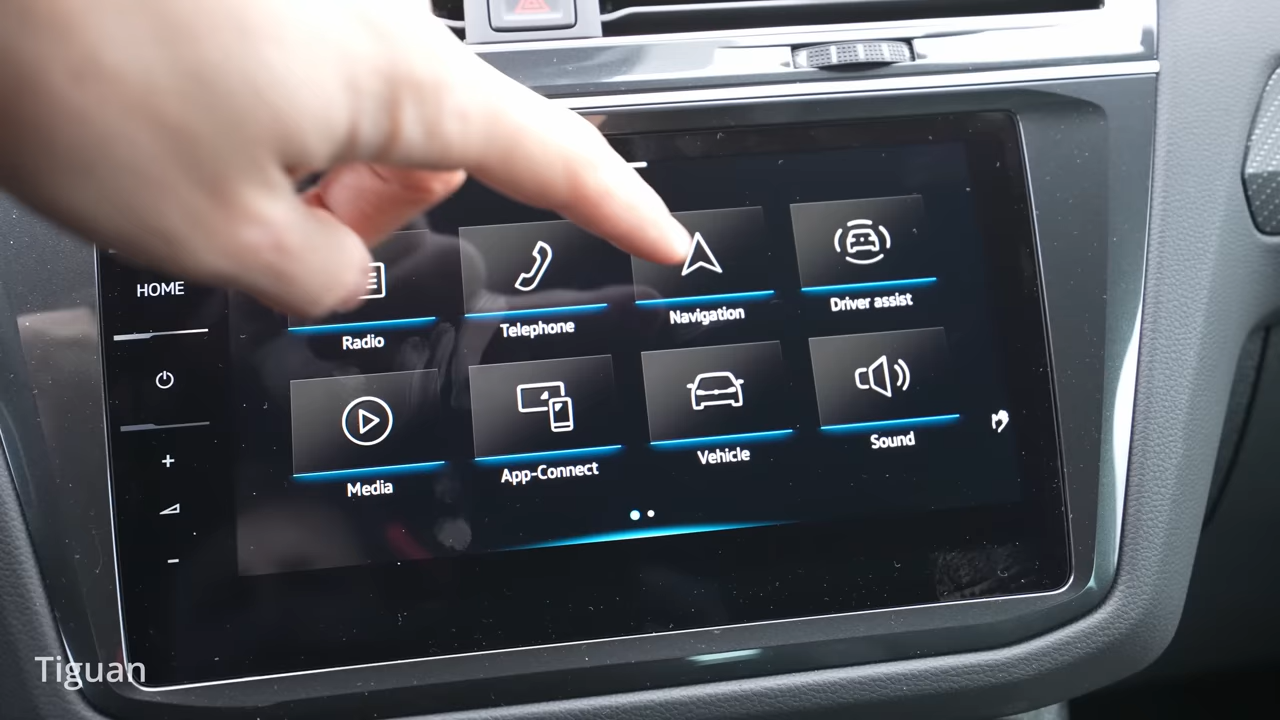 HOME
Radio
Telephone
Navigation
Driver assist
Media
App-Connect
Vehicle
Sound
Tiguan